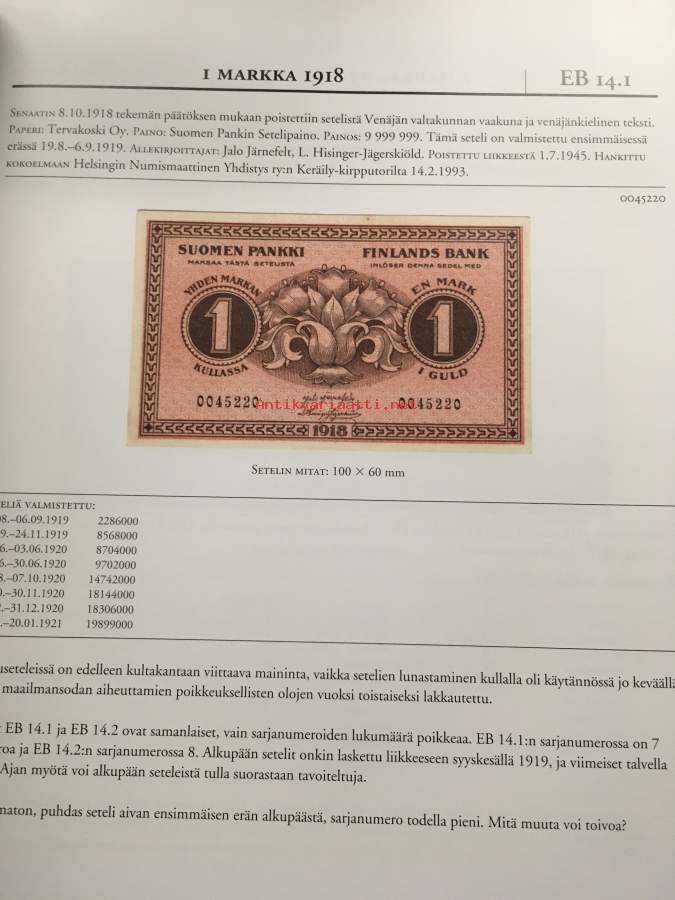 1 MARKKA 1918
EB 14.1
SENAATIN 8.10.1918 tekemän päätöksen mukaan poistettiin setelistä Venäjän valtakunnan vaakuna ja venäjänkielinen teksti.
PAPERI: Tervakoski Oy. PAINO: Suomen Pankin Setelipaino. PAINOS: 9 999 999. Tämä seteli on valmistettu ensimmäisessä
erässä 19.8.–6.9.1919. ALLEKIRJOITTAJAT: Jalo Järnefelt, L. Hisinger-Jägerskiöld. POISTETTU LIIKKEESTÄ 1.7.1945. HANKITTU
KOKOELMAAN Helsingin Numismaattinen Yhdistys ry:n Keräily-kirpputorilta 14.2.1993.
0045220
SUOMEN PANKKI
FINLANDS BANK
MAKSAA TÄSTÄ SETELISTÄ
INLÖSER DENNA SEDEL MED
YHDEN MARKAN
EN MARK
1
1
KULLASSA
I GULD
0045220
0045220
Antikvariaatti.net
1918
SETELIN MITAT: 100 × 60 mm
ELIÄ VALMISTETTU:
08.–06.09.1919 2286000
9.–24.11.1919 8568000
6.–03.06.1920 8704000
6.–30.06.1920 9702000
8.–07.10.1920 14742000
0.–30.11.1920 18144000
2.–31.12.1920 18306000
1.–20.01.1921 19899000
useteleissä on edelleen kultakantaan viittaava maininta, vaikka setelien lunastaminen kullalla oli käytännössä jo keväällä
maailmansodan aiheuttamien poikkeuksellisten olojen vuoksi toistaiseksi lakkautettu.
EB 14.1 ja EB 14.2 ovat samanlaiset, vain sarjanumeroiden lukumäärä poikkeaa. EB 14.1:n sarjanumerossa on 7
roa ja EB 14.2:n sarjanumerossa 8. Alkupään setelit onkin laskettu liikkeeseen syyskesällä 1919, ja viimeiset talvella
Ajan myötä voi alkupään seteleistä tulla suorastaan tavoiteltuja.
maton, puhdas seteli aivan ensimmäisen erän alkupäästä, sarjanumero todella pieni. Mitä muuta voi toivoa?